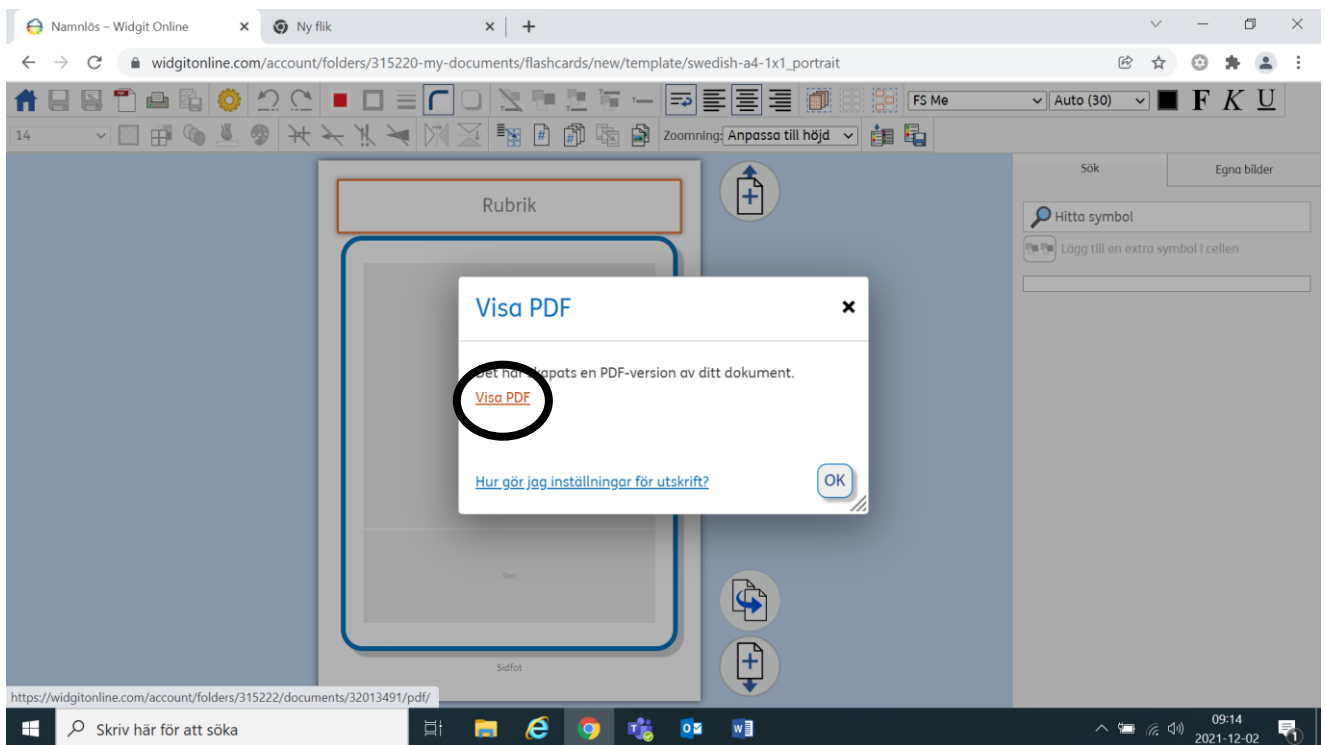 Namnlös – Widgit Online
Ny flik
widgitonline.com/account/folders/315220-my-documents/flashcards/new/template/swedish-a4-1x1_portrait
FS Me
Auto (30)
F K U
14
Zoomning:
Anpassa till höjd
Sök
Egna bilder
Rubrik
Hitta symbol
Lägg till en extra symbol i cellen
Visa PDF
Det har skapats en PDF-version av ditt dokument.
Visa PDF
Hur gör jag inställningar för utskrift?
OK
Text
Sidfot
https://widgitonline.com/account/folders/315222/documents/32013491/pdf/
Skriv här för att söka
09:14
2021-12-02
1